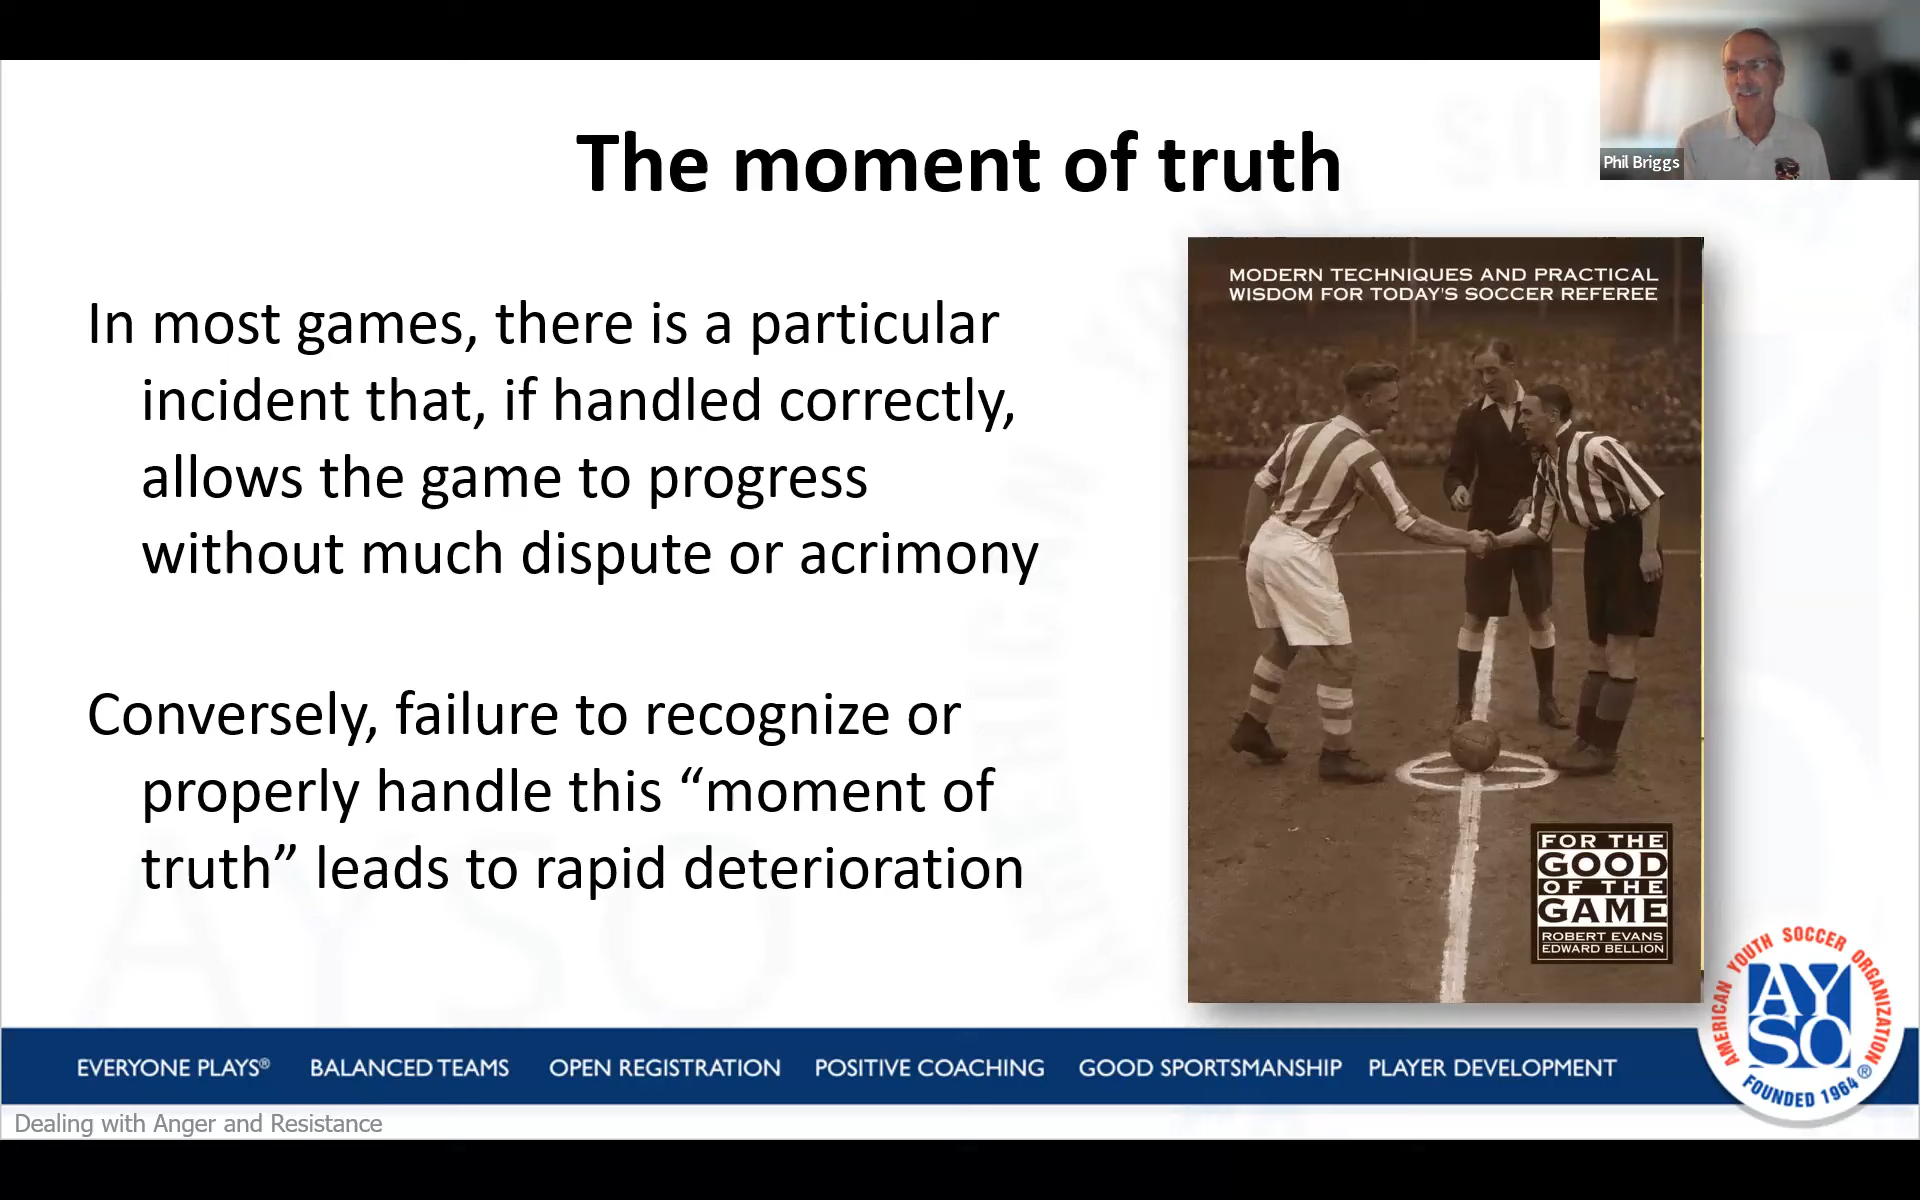 The moment of truth
Phil Briggs
In most games, there is a particular
incident that, if handled correctly,
allows the game to progress
without much dispute or acrimony
Conversely, failure to recognize or
properly handle this “moment of
truth” leads to rapid deterioration
MODERN TECHNIQUES AND PRACTICAL
WISDOM FOR TODAY'S SOCCER REFEREE
FOR THE
GOOD
OF THE
GAME
ROBERT EVANS
EDWARD BELLION
EVERYONE PLAYS® BALANCED TEAMS OPEN REGISTRATION POSITIVE COACHING GOOD SPORTSMANSHIP PLAYER DEVELOPMENT
AMERICAN YOUTH SOCCER ORGANIZATION
AY
SO
®
FOUNDED 1964
Dealing with Anger and Resistance
AYSO
AMERICAN